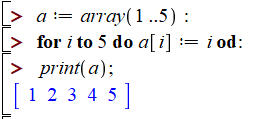 > a := array(1 ..5) :
> for i to 5 do a[i] := i od:
> print(a);
[ 1 2 3 4 5 ]